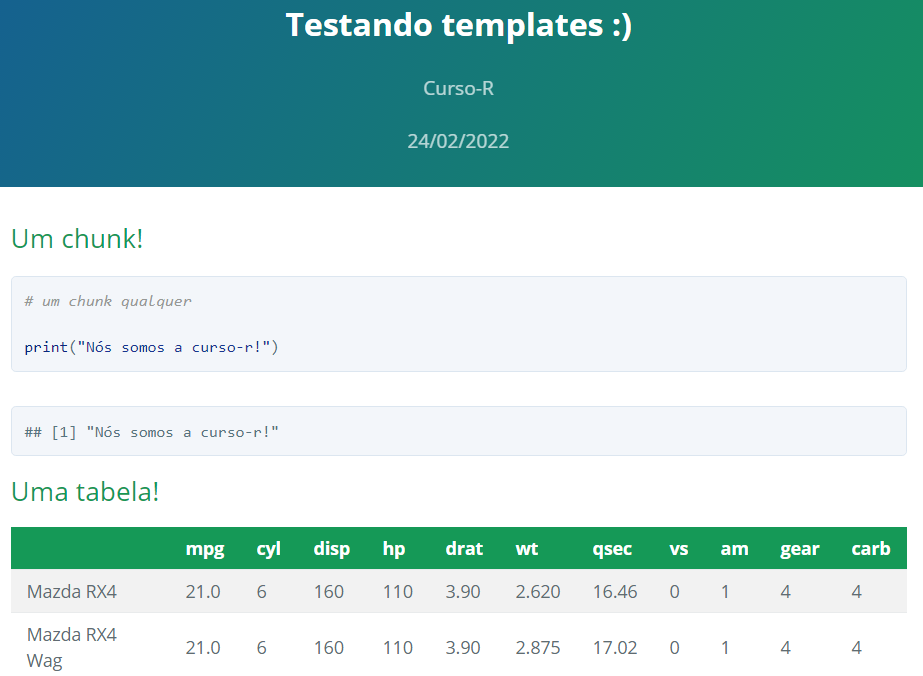 Testando templates :)
Curso-R
24/02/2022
Um chunk!
# um chunk qualquer
print("Nós somos a curso-r!")
## [1] "Nós somos a curso-r!"
Uma tabela!
mpg cyl disp hp drat wt qsec vs am gear carb
Mazda RX4 21.0 6 160 110 3.90 2.620 16.46 0 1 4 4
Mazda RX4
Wag 21.0 6 160 110 3.90 2.875 17.02 0 1 4 4